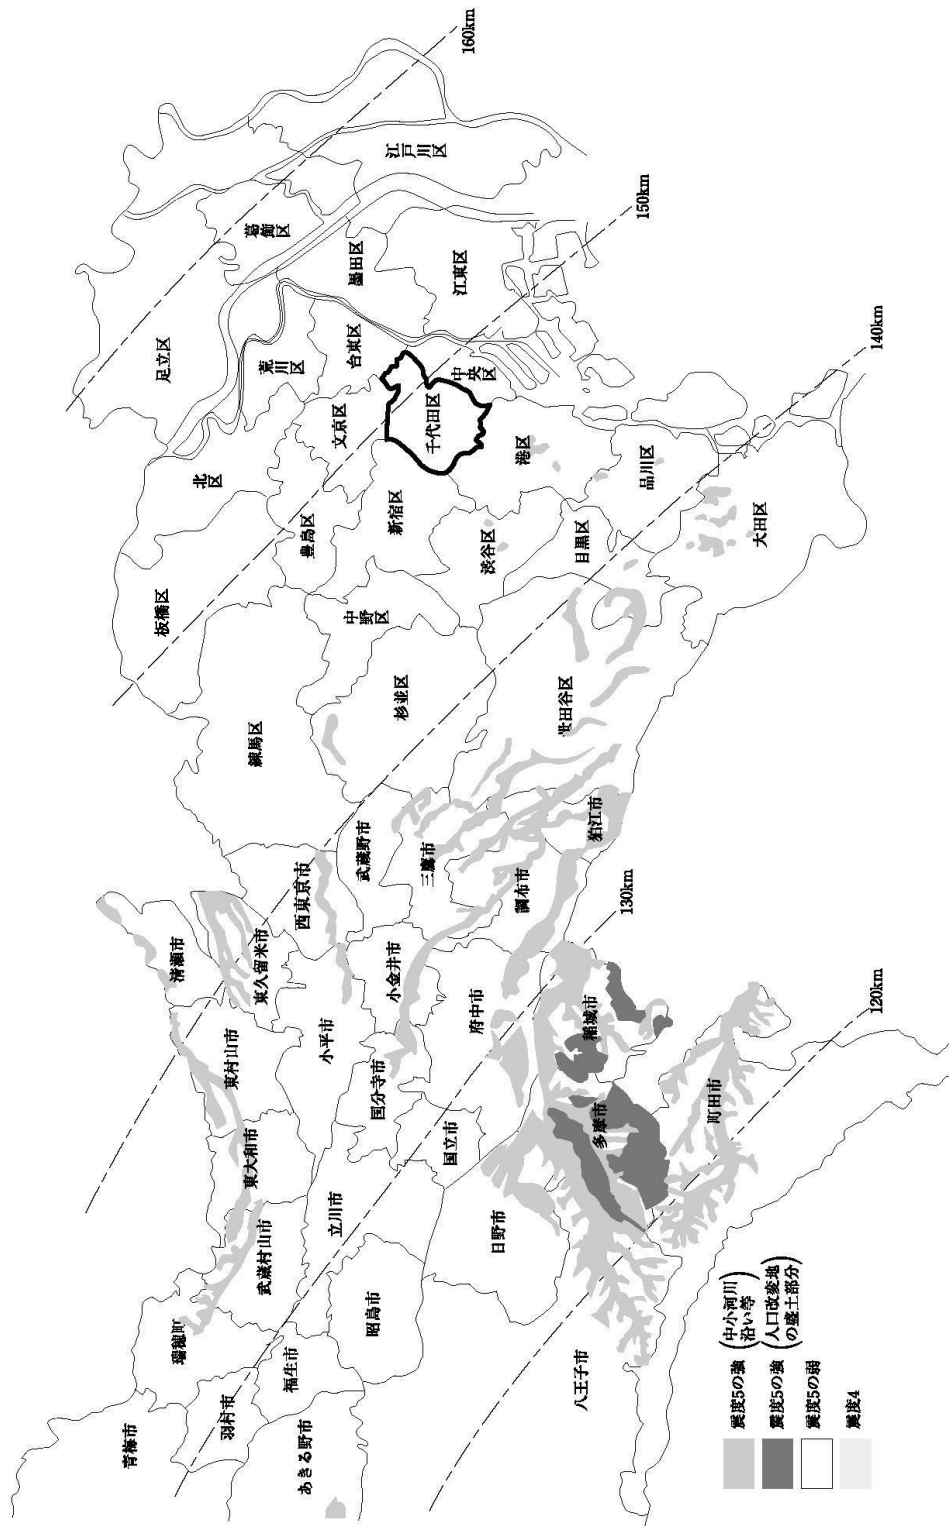 青梅市
瑞穂町
羽村市
福生市
あきる野市
武蔵村山市
東大和市
東村山市
清瀬市
東久留米市
昭島市
立川市
小平市
国分寺市
国立市
小金井市
西東京市
武蔵野市
三鷹市
府中市
調布市
狛江市
八王子市
日野市
多摩市
稲城市
町田市
練馬区
板橋区
北
区
足立区
杉並区
中野
区
豊島区
文京区
荒川
区
台東区
葛飾
区
世田谷区
渋谷区
新宿区
千代田区
中央
区
墨田区
江東区
江戸川
区
目黒区
港区
品川区
大田区
120km
130km
140km
150km
160km
震度5の強(中小河川
沿い等)
震度5の強(人口改変地
の盛土部分)
震度5の弱
震度4